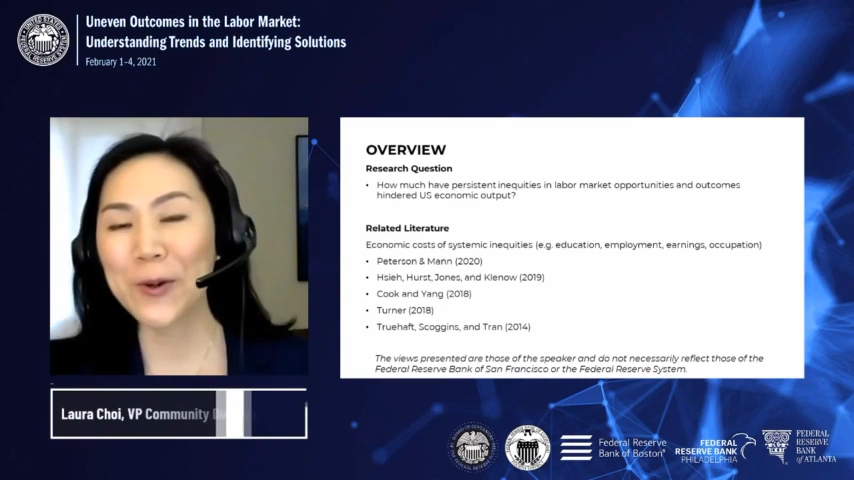 Uneven Outcomes in the Labor Market:
Understanding Trends and Identifying Solutions
February 1-4, 2021
OVERVIEW
Research Question
• How much have persistent inequities in labor market opportunities and outcomes
hindered US economic output?
Related Literature
Economic costs of systemic inequities (e.g. education, employment, earnings, occupation)
• Peterson & Mann (2020)
• Hsieh, Hurst, Jones, and Klenow (2019)
• Cook and Yang (2018)
• Turner (2018)
• Truehaft, Scoggins, and Tran (2014)
The views presented are those of the speaker and do not necessarily reflect those of the
Federal Reserve Bank of San Francisco or the Federal Reserve System.
Laura Choi, VP Community
Federal Reserve
Bank of Boston®
FEDERAL
RESERVE BANK
PHILADELPHIA
FEDERAL
RESERVE
BANK
of ATLANTA